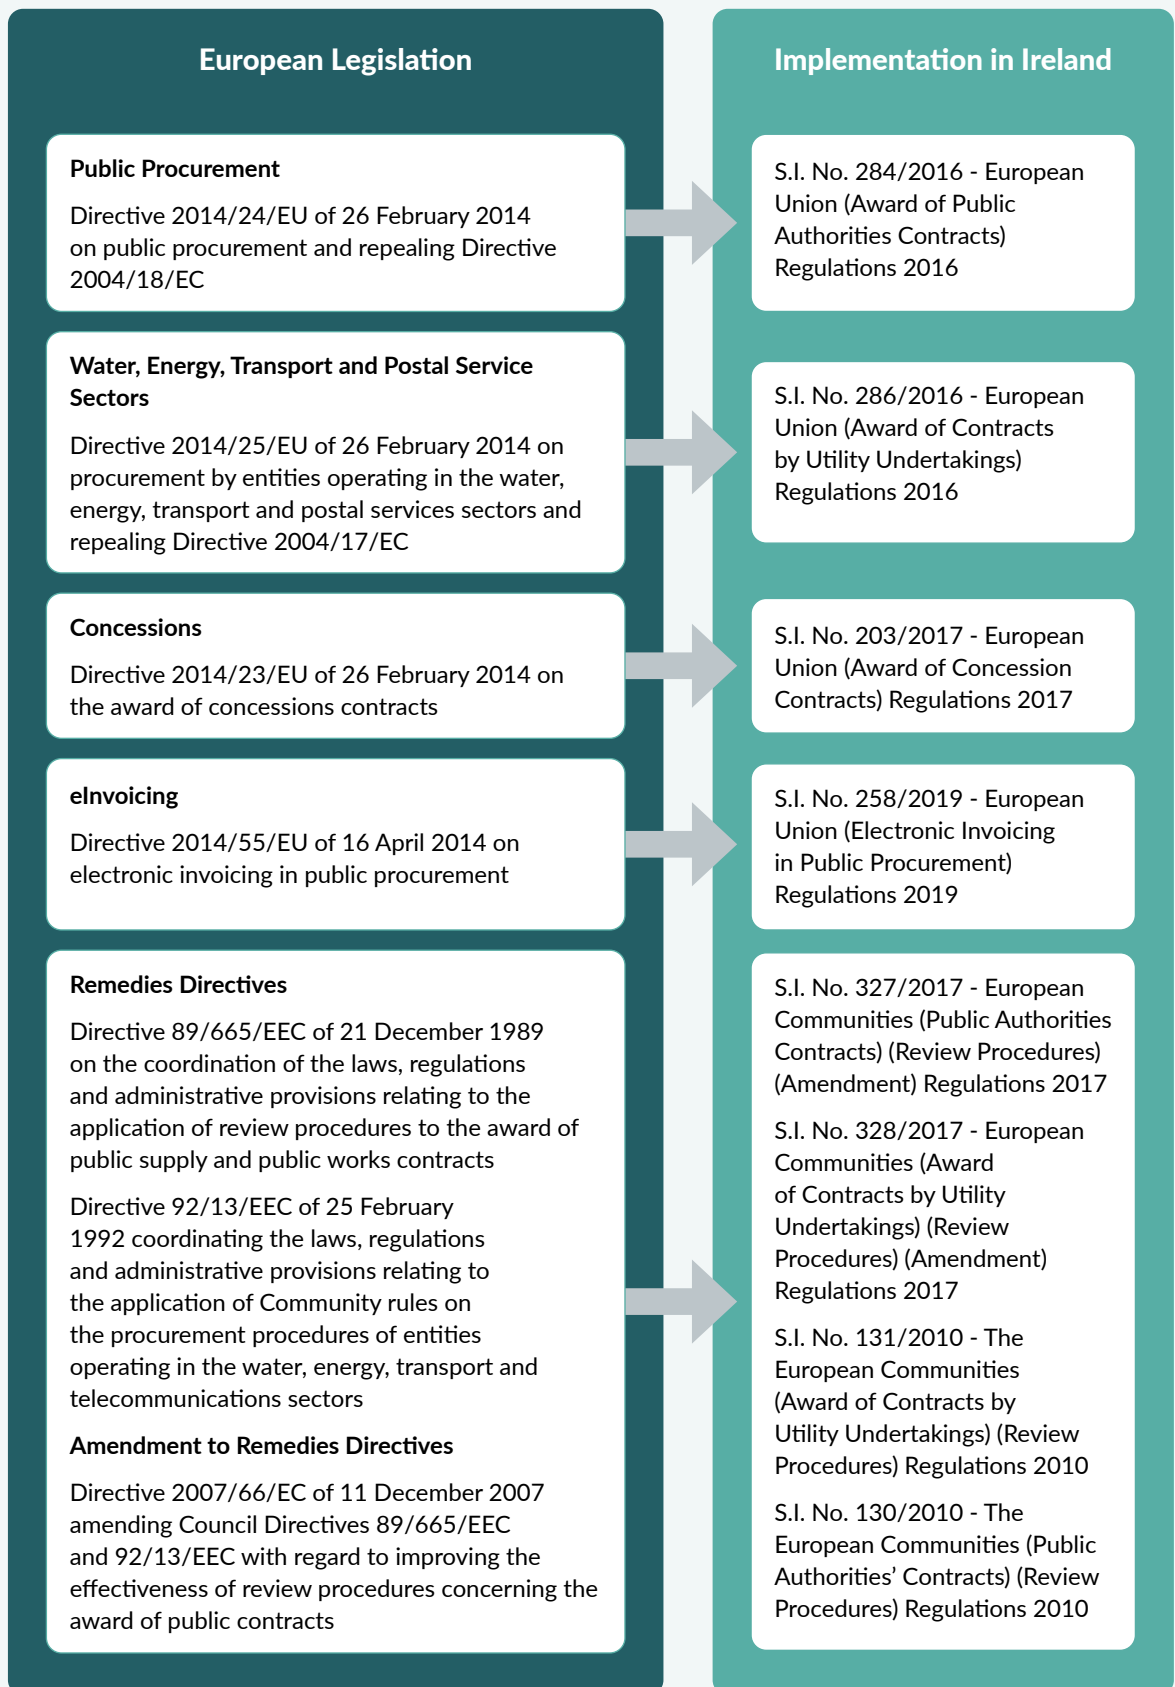 European Legislation
Implementation in Ireland
Public Procurement
Directive 2014/24/EU of 26 February 2014
on public procurement and repealing Directive
2004/18/EC
S.I. No. 284/2016 - European
Union (Award of Public
Authorities Contracts)
Regulations 2016
Water, Energy, Transport and Postal Service
Sectors
Directive 2014/25/EU of 26 February 2014 on
procurement by entities operating in the water,
energy, transport and postal services sectors and
repealing Directive 2004/17/EC
S.I. No. 286/2016 - European
Union (Award of Contracts
by Utility Undertakings)
Regulations 2016
Concessions
Directive 2014/23/EU of 26 February 2014 on
the award of concessions contracts
S.I. No. 203/2017 - European
Union (Award of Concession
Contracts) Regulations 2017
eInvoicing
Directive 2014/55/EU of 16 April 2014 on
electronic invoicing in public procurement
S.I. No. 258/2019 - European
Union (Electronic Invoicing
in Public Procurement)
Regulations 2019
Remedies Directives
Directive 89/665/EEC of 21 December 1989
on the coordination of the laws, regulations
and administrative provisions relating to the
application of review procedures to the award of
public supply and public works contracts
Directive 92/13/EEC of 25 February
1992 coordinating the laws, regulations
and administrative provisions relating to
the application of Community rules on
the procurement procedures of entities
operating in the water, energy, transport and
telecommunications sectors
Amendment to Remedies Directives
Directive 2007/66/EC of 11 December 2007
amending Council Directives 89/665/EEC
and 92/13/EEC with regard to improving the
effectiveness of review procedures concerning the
award of public contracts
S.I. No. 327/2017 - European
Communities (Public Authorities
Contracts) (Review Procedures)
(Amendment) Regulations 2017
S.I. No. 328/2017 - European
Communities (Award
of Contracts by Utility
Undertakings) (Review
Procedures) (Amendment)
Regulations 2017
S.I. No. 131/2010 - The
European Communities
(Award of Contracts by
Utility Undertakings) (Review
Procedures) Regulations 2010
S.I. No. 130/2010 - The
European Communities (Public
Authorities’ Contracts) (Review
Procedures) Regulations 2010